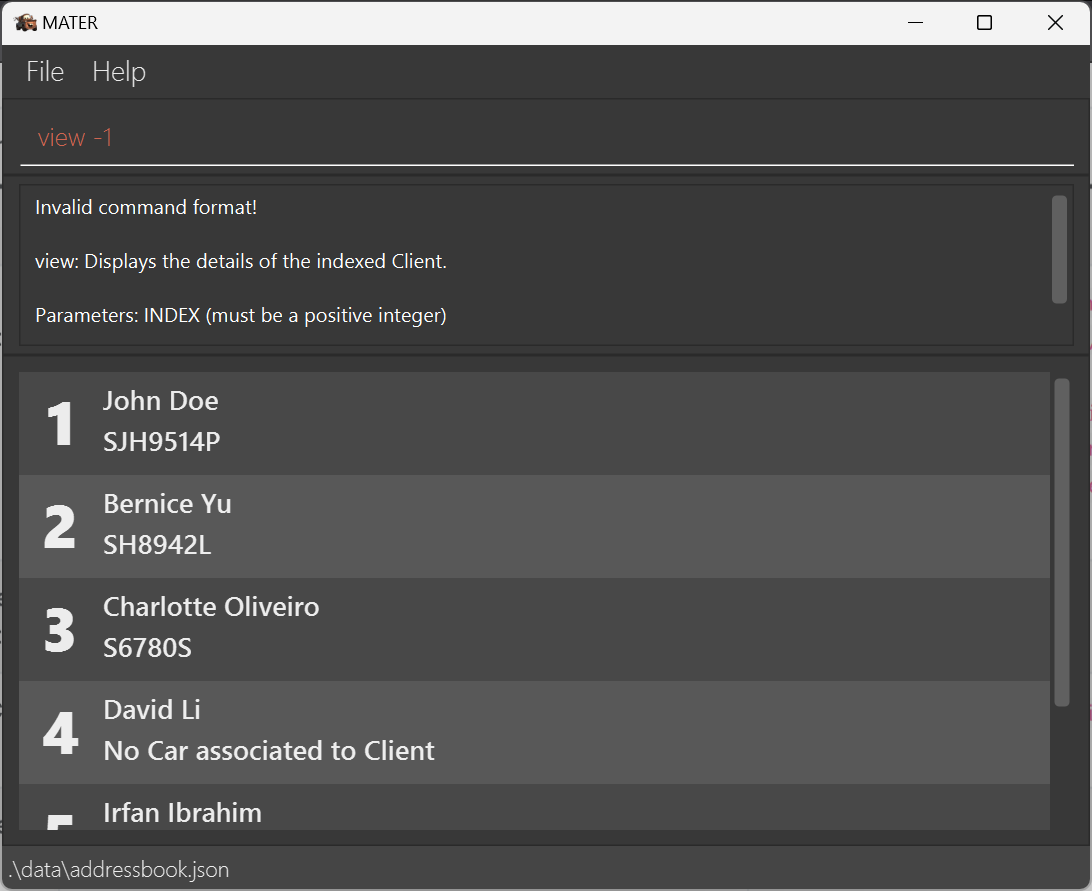 MATER
File Help
view -1
Invalid command format!
view: Displays the details of the indexed Client.
Parameters: INDEX (must be a positive integer)
1
John Doe
SJH9514P
2
Bernice Yu
SH8942L
3
Charlotte Oliveiro
S6780S
4
David Li
No Car associated to Client
5
Irfan Ibrahim
.\data\addressbook.json